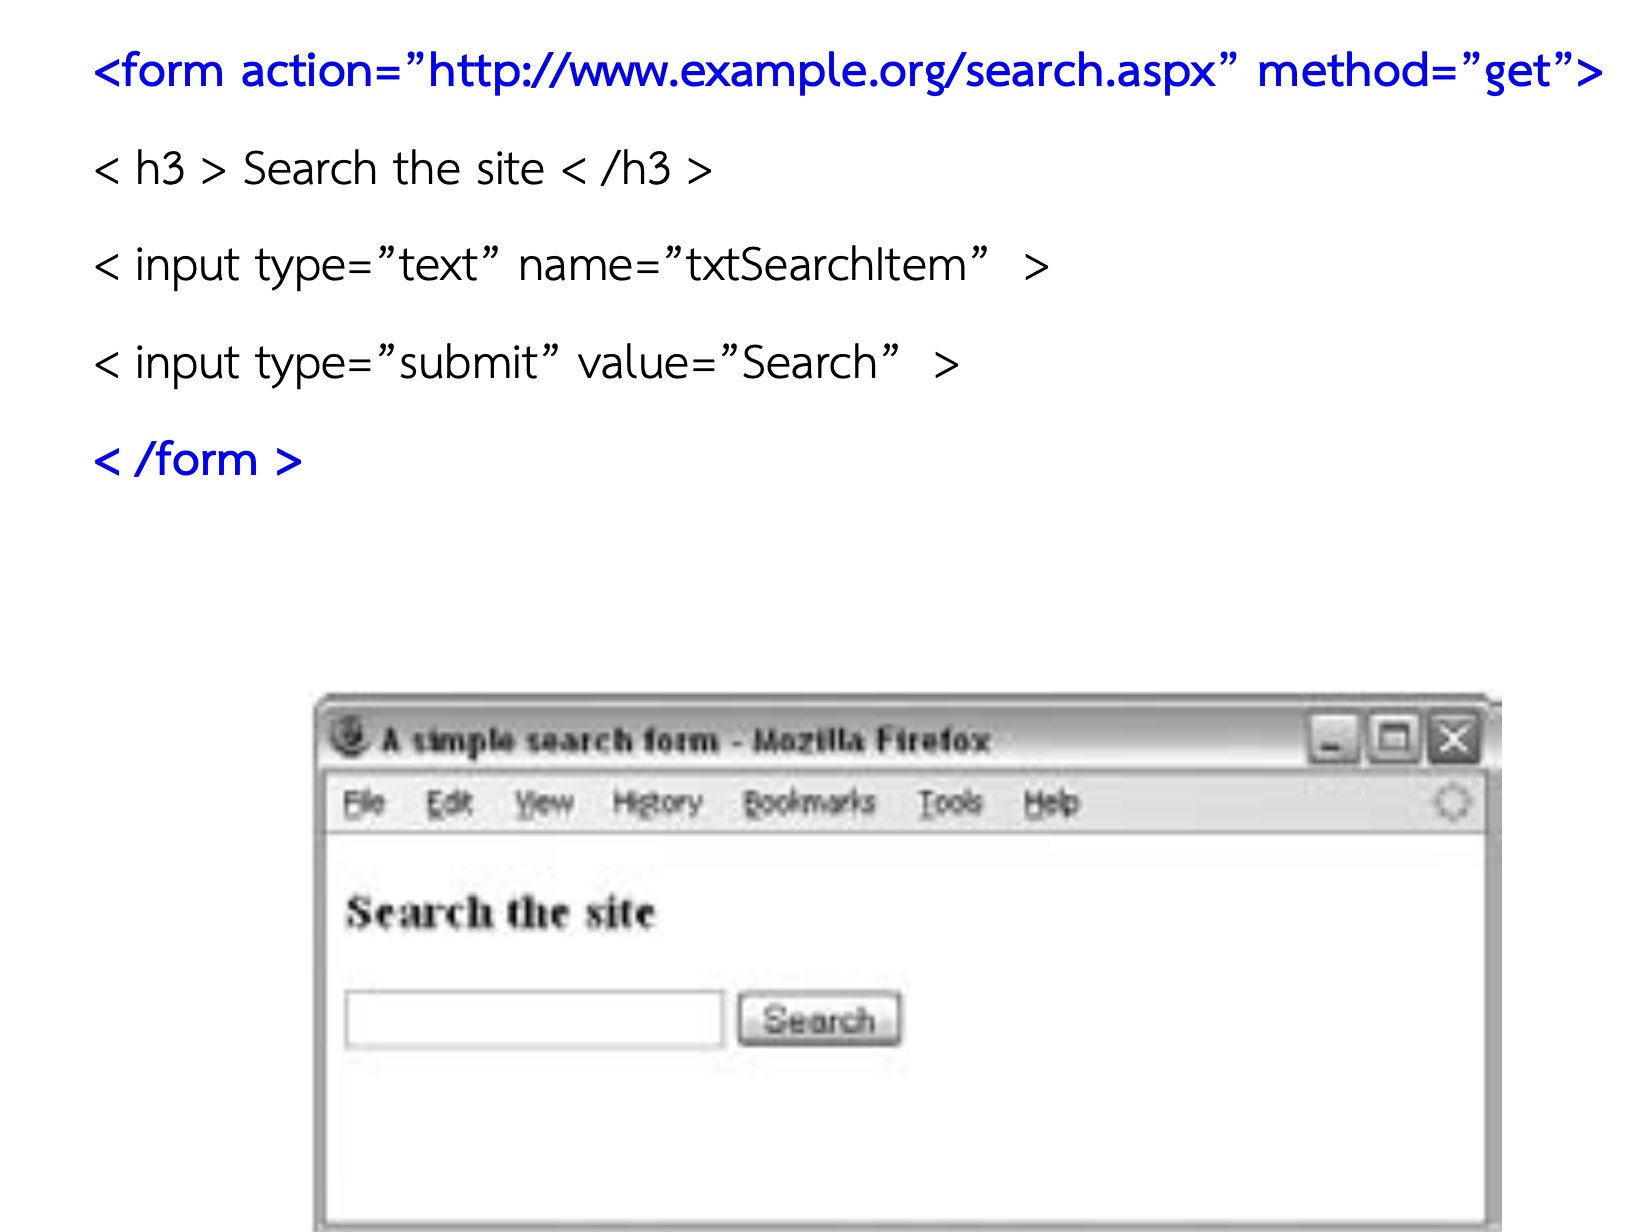 <form action=”http://www.example.org/search.aspx” method=”get”>
< h3 > Search the site < /h3 >
< input type=”text” name=”txtSearchItem”  >
< input type=”submit” value=”Search”  >
< /form >
A simple search form - Mozilla Firefox
File Edit View History Bookmarks Tools Help
Search the site
Search